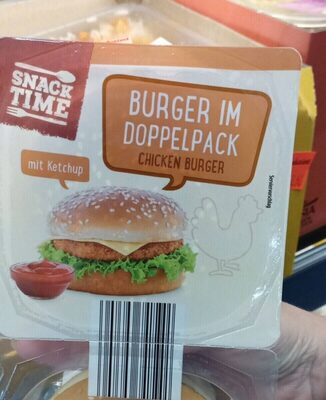 SNACK
TIME
BURGER IM
DOPPELPACK
CHICKEN BURGER
mit Ketchup
Serviervorschlag